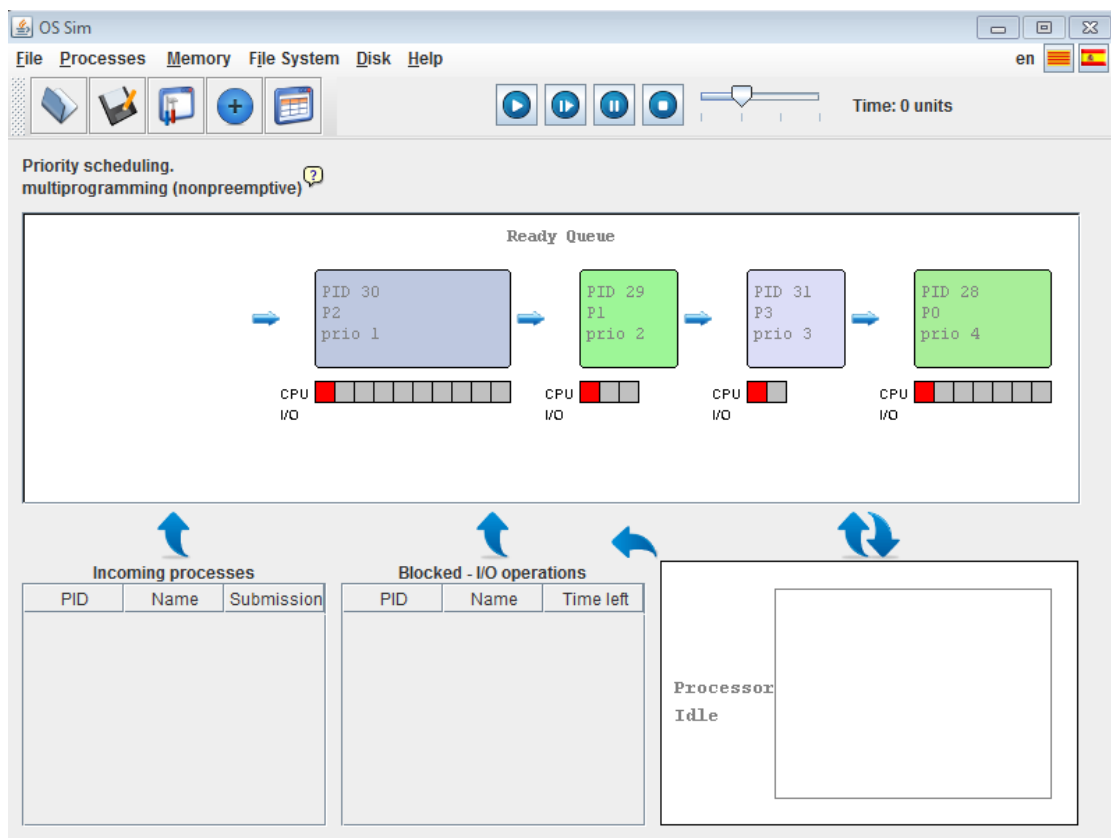 OS Sim
File Processes Memory File System Disk Help en
Time: 0 units
Priority scheduling.
multiprogramming (nonpreemptive) ?
Ready Queue
PID 30
P2
prio 1
CPU
I/O
PID 29
P1
prio 2
CPU
I/O
PID 31
P3
prio 3
CPU
I/O
PID 28
P0
prio 4
CPU
I/O
Incoming processes
PID Name Submission
Blocked - I/O operations
PID Name Time left
Processor
Idle